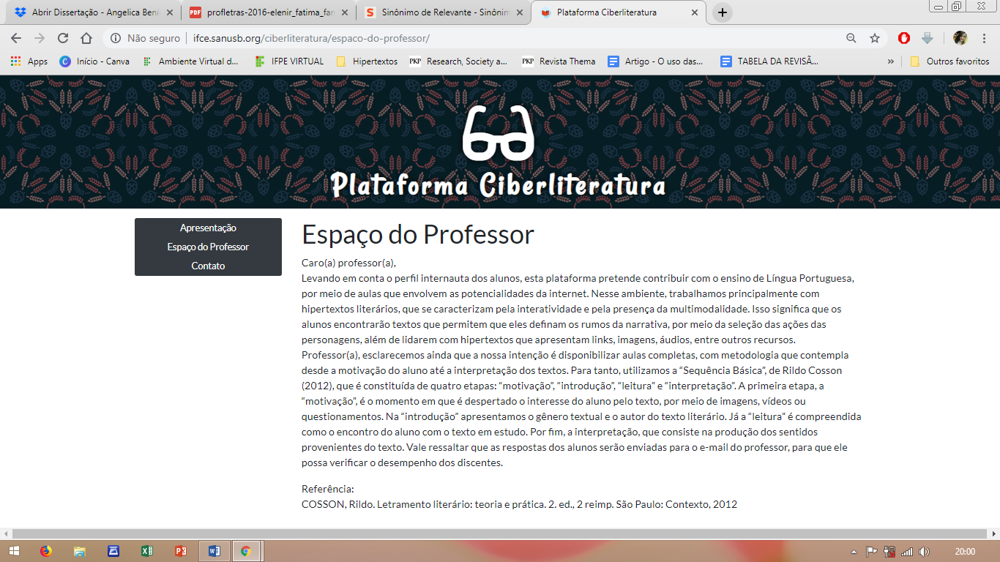 Abrir Dissertação - Angelica Beni
profletras-2016-elenir_fatima_fan
Sinônimo de Relevante - Sinônim
Plataforma Ciberliteratura
Não seguro
ifce.sanusb.org/ciberliteratura/espaco-do-professor/
Apps
Início - Canva
Ambiente Virtual d...
IFPE VIRTUAL
Hipertextos
PKP Research, Society a...
PKP Revista Thema
Artigo - O uso das...
TABELA DA REVISÃ...
»
Outros favoritos
Plataforma Ciberliteratura
Apresentação
Espaço do Professor
Contato
Espaço do Professor
Caro(a) professor(a),
Levando em conta o perfil internauta dos alunos, esta plataforma pretende contribuir com o ensino de Língua Portuguesa,
por meio de aulas que envolvem as potencialidades da internet. Nesse ambiente, trabalhamos principalmente com
hipertextos literários, que se caracterizam pela interatividade e pela presença da multimodalidade. Isso significa que os
alunos encontrarão textos que permitem que eles definam os rumos da narrativa, por meio da seleção das ações das
personagens, além de lidarem com hipertextos que apresentam links, imagens, áudios, entre outros recursos.
Professor(a), esclarecemos ainda que a nossa intenção é disponibilizar aulas completas, com metodologia que contempla
desde a motivação do aluno até a interpretação dos textos. Para tanto, utilizamos a “Sequência Básica”, de Rildo Cosson
(2012), que é constituída de quatro etapas: “motivação”, “introdução”, “leitura” e “interpretação”. A primeira etapa, a
“motivação”, é o momento em que é despertado o interesse do aluno pelo texto, por meio de imagens, vídeos ou
questionamentos. Na “introdução” apresentamos o gênero textual e o autor do texto literário. Já a “leitura” é compreendida
como o encontro do aluno com o texto em estudo. Por fim, a interpretação, que consiste na produção dos sentidos
provenientes do texto. Vale ressaltar que as respostas dos alunos serão enviadas para o e-mail do professor, para que ele
possa verificar o desempenho dos discentes.
Referência:
COSSON, Rildo. Letramento literário: teoria e prática. 2. ed., 2 reimp. São Paulo: Contexto, 2012
20:00